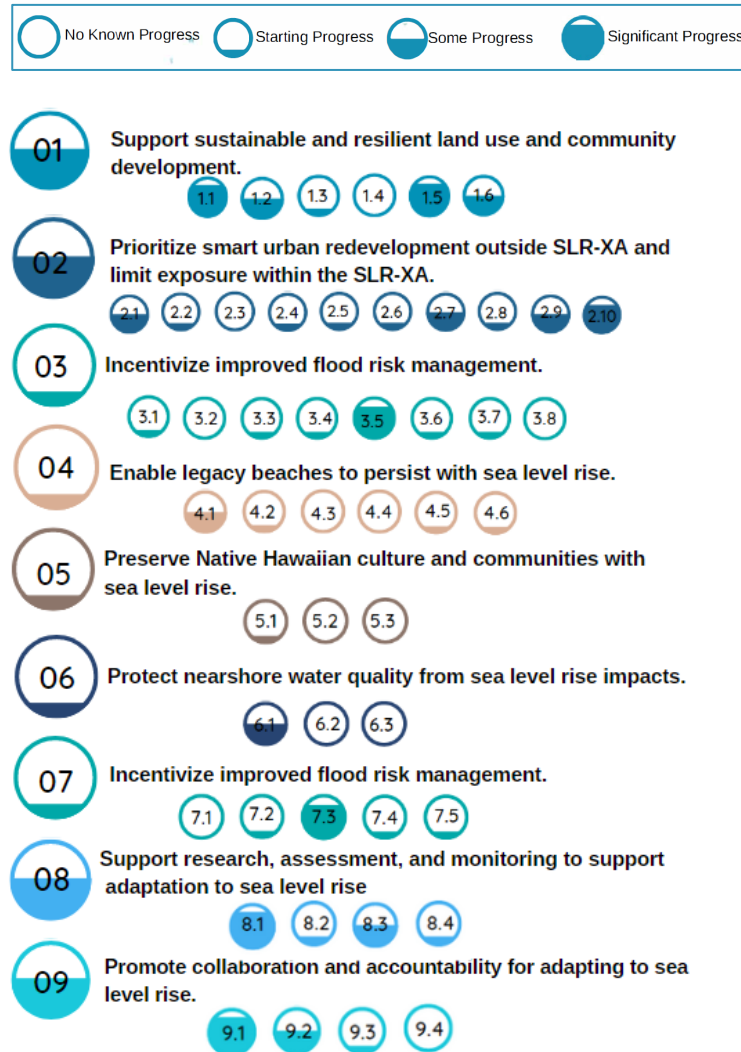 No Known Progress Starting Progress Some Progress Significant Progress
01 Support sustainable and resilient land use and community
development.
1.1 1.2 1.3 1.4 1.5 1.6
02 Prioritize smart urban redevelopment outside SLR-XA and
limit exposure within the SLR-XA.
2.1 2.2 2.3 2.4 2.5 2.6 2.7 2.8 2.9 2.10
03 Incentivize improved flood risk management.
3.1 3.2 3.3 3.4 3.5 3.6 3.7 3.8
04 Enable legacy beaches to persist with sea level rise.
4.1 4.2 4.3 4.4 4.5 4.6
05 Preserve Native Hawaiian culture and communities with
sea level rise.
5.1 5.2 5.3
06 Protect nearshore water quality from sea level rise impacts.
6.1 6.2 6.3
07 Incentivize improved flood risk management.
7.1 7.2 7.3 7.4 7.5
08 Support research, assessment, and monitoring to support
adaptation to sea level rise
8.1 8.2 8.3 8.4
09 Promote collaboration and accountability for adapting to sea
level rise.
9.1 9.2 9.3 9.4